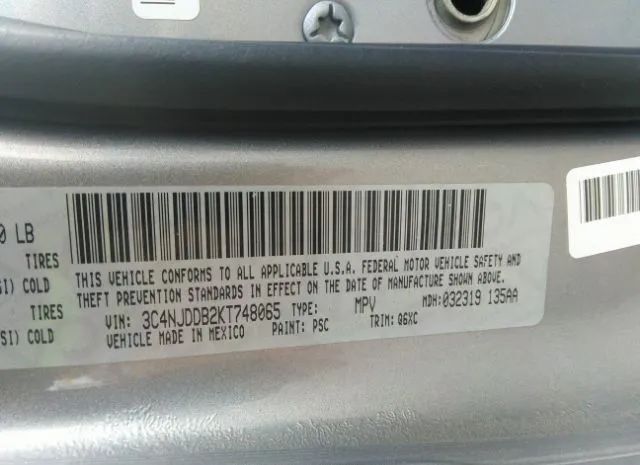 0 LB
TIRES
SI) COLD
TIRES
SI) COLD
THIS VEHICLE CONFORMS TO ALL APPLICABLE U.S.A. FEDERAL MOTOR VEHICLE SAFETY AND
THEFT PREVENTION STANDARDS IN EFFECT ON THE DATE OF MANUFACTURE SHOWN ABOVE.
VIN: 3C4NJDDB2KT748065 TYPE: MPV MDH:032319 135AA
VEHICLE MADE IN MEXICO PAINT: PSC TRIM: Q6XC